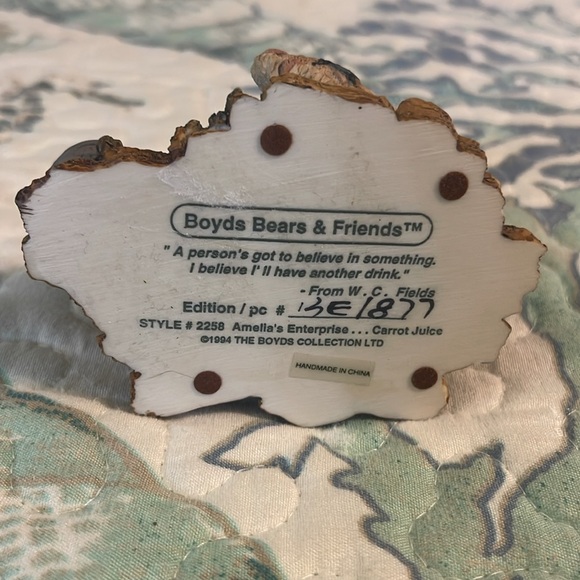 Boyds Bears & Friends™
" A person's got to believe in something.
I believe I' ll have another drink."
- From W. C. Fields
Edition / pc # 13E/877
STYLE # 2258 Amelia's Enterprise . . . Carrot Juice
©1994 THE BOYDS COLLECTION LTD
HANDMADE IN CHINA